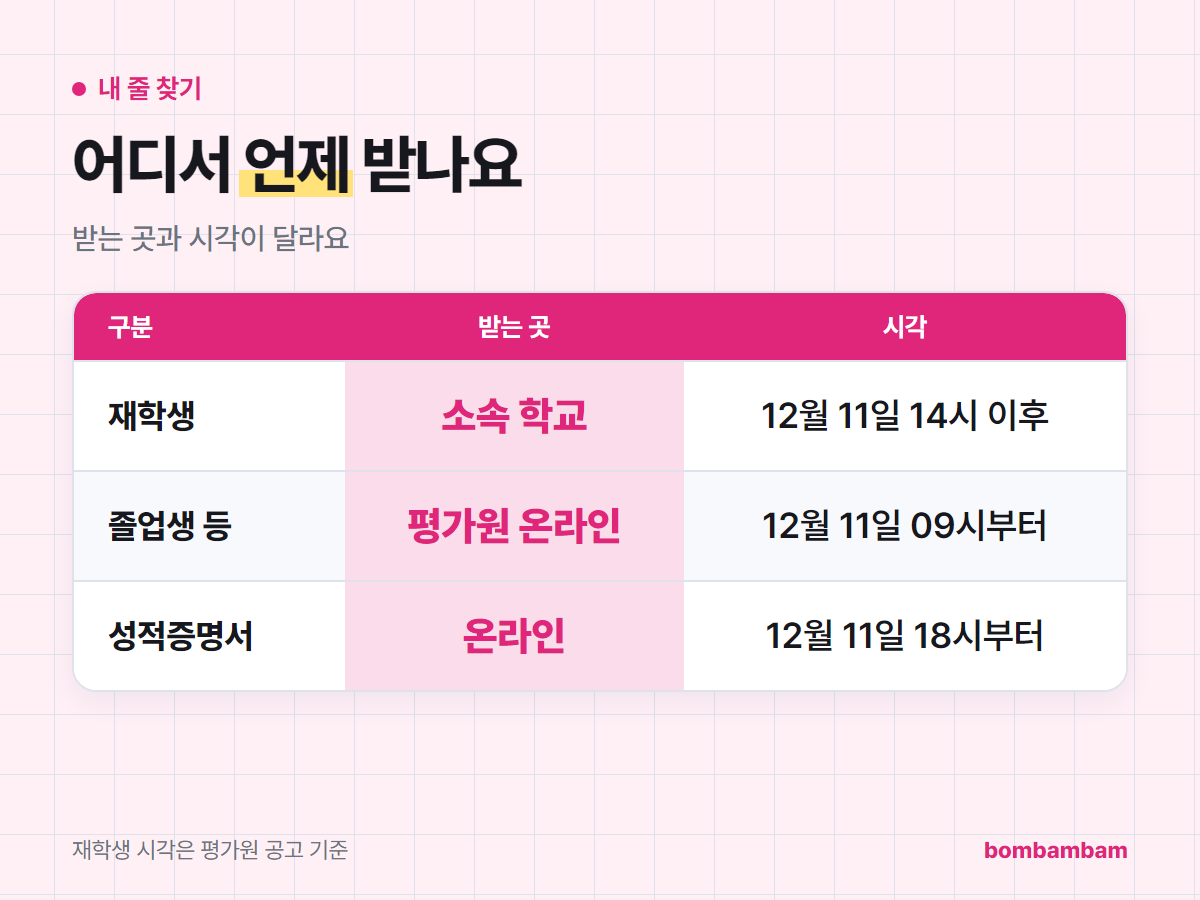 내 줄 찾기
어디서 언제 받나요
받는 곳과 시각이 달라요
구분 받는 곳 시각
재학생 소속 학교 12월 11일 14시 이후
졸업생 등 평가원 온라인 12월 11일 09시부터
성적증명서 온라인 12월 11일 18시부터
재학생 시각은 평가원 공고 기준
bombambam